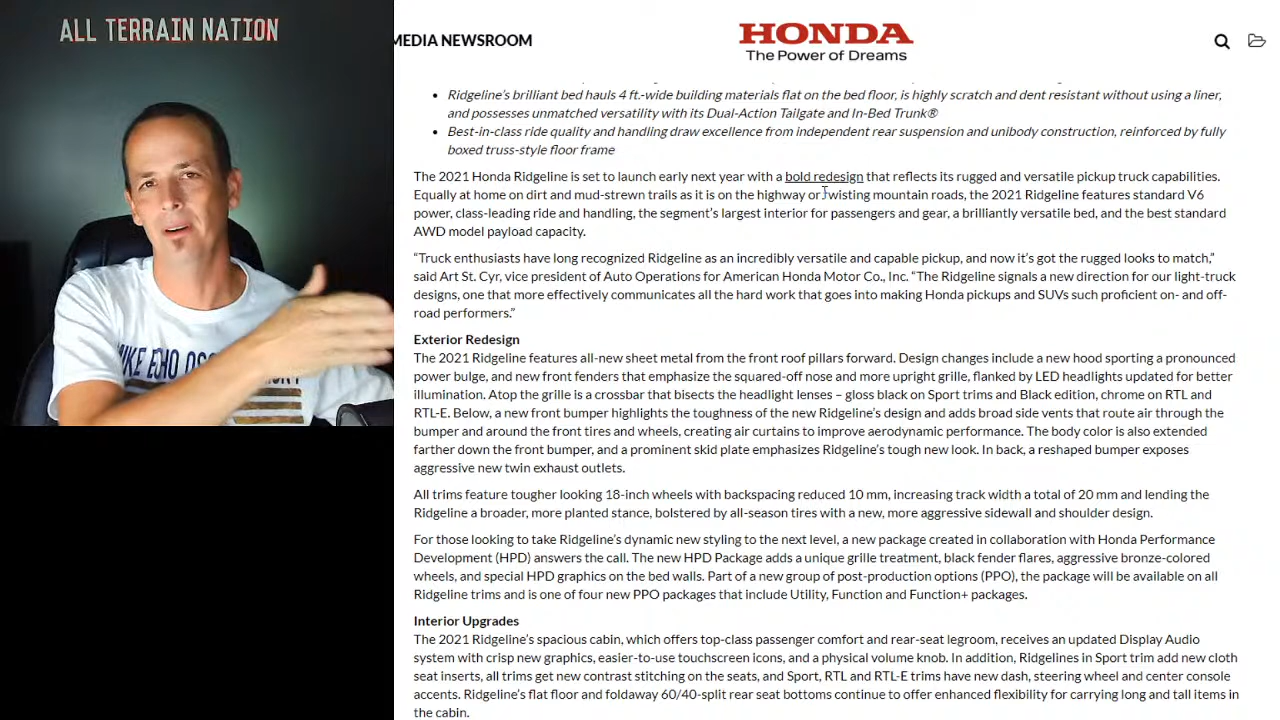 ALL TERRAIN NATION
MEDIA NEWSROOM
HONDA
The Power of Dreams
• Ridgeline's brilliant bed hauls 4 ft.-wide building materials flat on the bed floor, is highly scratch and dent resistant without using a liner,
and possesses unmatched versatility with its Dual-Action Tailgate and In-Bed Trunk®
• Best-in-class ride quality and handling draw excellence from independent rear suspension and unibody construction, reinforced by fully
boxed truss-style floor frame
The 2021 Honda Ridgeline is set to launch early next year with a bold redesign that reflects its rugged and versatile pickup truck capabilities.
Equally at home on dirt and mud-strewn trails as it is on the highway or twisting mountain roads, the 2021 Ridgeline features standard V6
power, class-leading ride and handling, the segment's largest interior for passengers and gear, a brilliantly versatile bed, and the best standard
AWD model payload capacity.
“Truck enthusiasts have long recognized Ridgeline as an incredibly versatile and capable pickup, and now it's got the rugged looks to match,”
said Art St. Cyr, vice president of Auto Operations for American Honda Motor Co., Inc. “The Ridgeline signals a new direction for our light-truck
designs, one that more effectively communicates all the hard work that goes into making Honda pickups and SUVs such proficient on- and off-
road performers.”
Exterior Redesign
The 2021 Ridgeline features all-new sheet metal from the front roof pillars forward. Design changes include a new hood sporting a pronounced
power bulge, and new front fenders that emphasize the squared-off nose and more upright grille, flanked by LED headlights updated for better
illumination. Atop the grille is a crossbar that bisects the headlight lenses – gloss black on Sport trims and Black edition, chrome on RTL and
RTL-E. Below, a new front bumper highlights the toughness of the new Ridgeline's design and adds broad side vents that route air through the
bumper and around the front tires and wheels, creating air curtains to improve aerodynamic performance. The body color is also extended
farther down the front bumper, and a prominent skid plate emphasizes Ridgeline's tough new look. In back, a reshaped bumper exposes
aggressive new twin exhaust outlets.
All trims feature tougher looking 18-inch wheels with backspacing reduced 10 mm, increasing track width a total of 20 mm and lending the
Ridgeline a broader, more planted stance, bolstered by all-season tires with a new, more aggressive sidewall and shoulder design.
For those looking to take Ridgeline's dynamic new styling to the next level, a new package created in collaboration with Honda Performance
Development (HPD) answers the call. The new HPD Package adds a unique grille treatment, black fender flares, aggressive bronze-colored
wheels, and special HPD graphics on the bed walls. Part of a new group of post-production options (PPO), the package will be available on all
Ridgeline trims and is one of four new PPO packages that include Utility, Function and Function+ packages.
Interior Upgrades
The 2021 Ridgeline's spacious cabin, which offers top-class passenger comfort and rear-seat legroom, receives an updated Display Audio
system with crisp new graphics, easier-to-use touchscreen icons, and a physical volume knob. In addition, Ridgelines in Sport trim add new cloth
seat inserts, all trims get new contrast stitching on the seats, and Sport, RTL and RTL-E trims have new dash, steering wheel and center console
accents. Ridgeline's flat floor and foldaway 60/40-split rear seat bottoms continue to offer enhanced flexibility for carrying long and tall items in
the cabin.